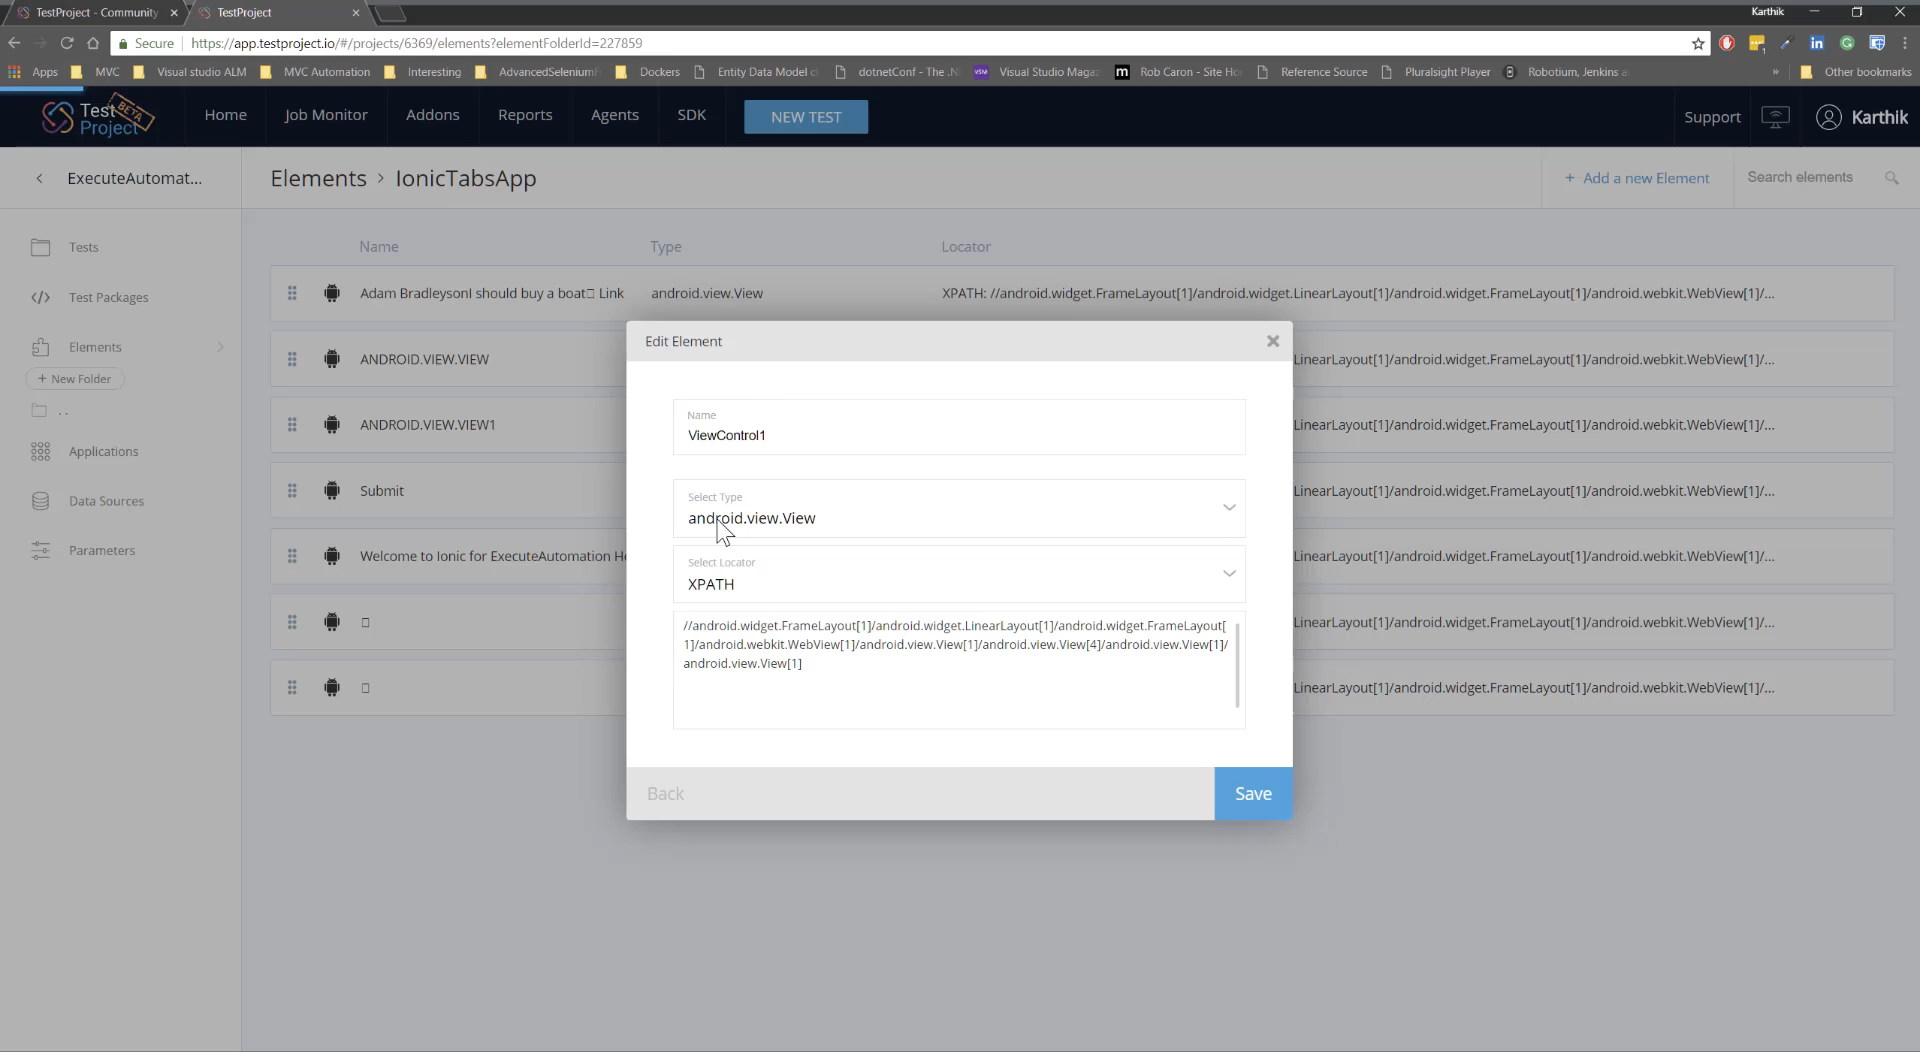 TestProject - Community
TestProject
Karthik
Secure
https://app.testproject.io/#/projects/6369/elements?elementFolderId=227859
Apps
MVC
Visual studio ALM
MVC Automation
Interesting
AdvancedSeleniumF
Dockers
Entity Data Model cl
dotnetConf - The .N
Visual Studio Magaz
Rob Caron - Site Ho
Reference Source
Pluralsight Player
Robotium, Jenkins a
»
Other bookmarks
Test Project
BETA
Home
Job Monitor
Addons
Reports
Agents
SDK
NEW TEST
Support
Karthik
ExecuteAutomat...
Elements > IonicTabsApp
+ Add a new Element
Search elements
Tests
Test Packages
Elements
+ New Folder
. .
Applications
Data Sources
Parameters
Name
Type
Locator
Adam BradleysonI should buy a boat▯ Link
android.view.View
XPATH: //android.widget.FrameLayout[1]/android.widget.LinearLayout[1]/android.widget.FrameLayout[1]/android.webkit.WebView[1]/...
ANDROID.VIEW.VIEW
LinearLayout[1]/android.widget.FrameLayout[1]/android.webkit.WebView[1]/...
ANDROID.VIEW.VIEW1
LinearLayout[1]/android.widget.FrameLayout[1]/android.webkit.WebView[1]/...
Submit
LinearLayout[1]/android.widget.FrameLayout[1]/android.webkit.WebView[1]/...
Welcome to Ionic for ExecuteAutomation He
LinearLayout[1]/android.widget.FrameLayout[1]/android.webkit.WebView[1]/...
▯
LinearLayout[1]/android.widget.FrameLayout[1]/android.webkit.WebView[1]/...
▯
LinearLayout[1]/android.widget.FrameLayout[1]/android.webkit.WebView[1]/...
Edit Element
Name
ViewControl1
Select Type
android.view.View
Select Locator
XPATH
//android.widget.FrameLayout[1]/android.widget.LinearLayout[1]/android.widget.FrameLayout[
1]/android.webkit.WebView[1]/android.view.View[1]/android.view.View[4]/android.view.View[1]/
android.view.View[1]
Back
Save